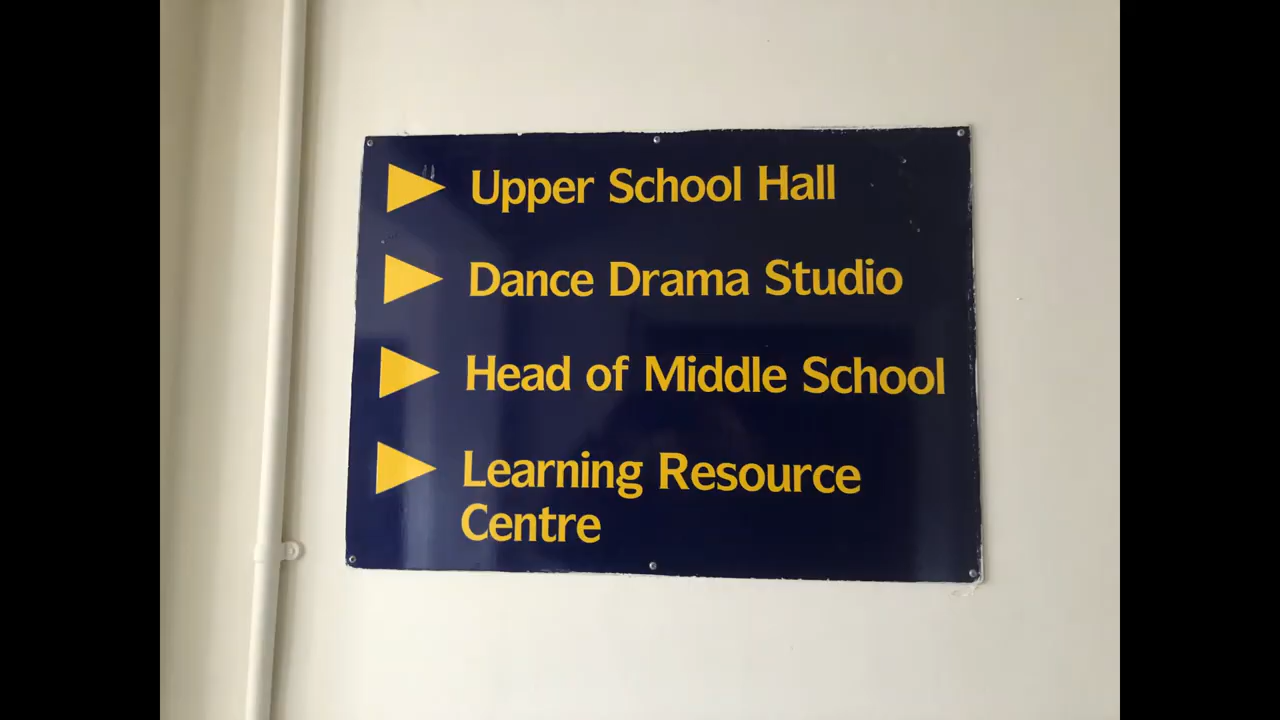 Upper School Hall
Dance Drama Studio
Head of Middle School
Learning Resource
Centre